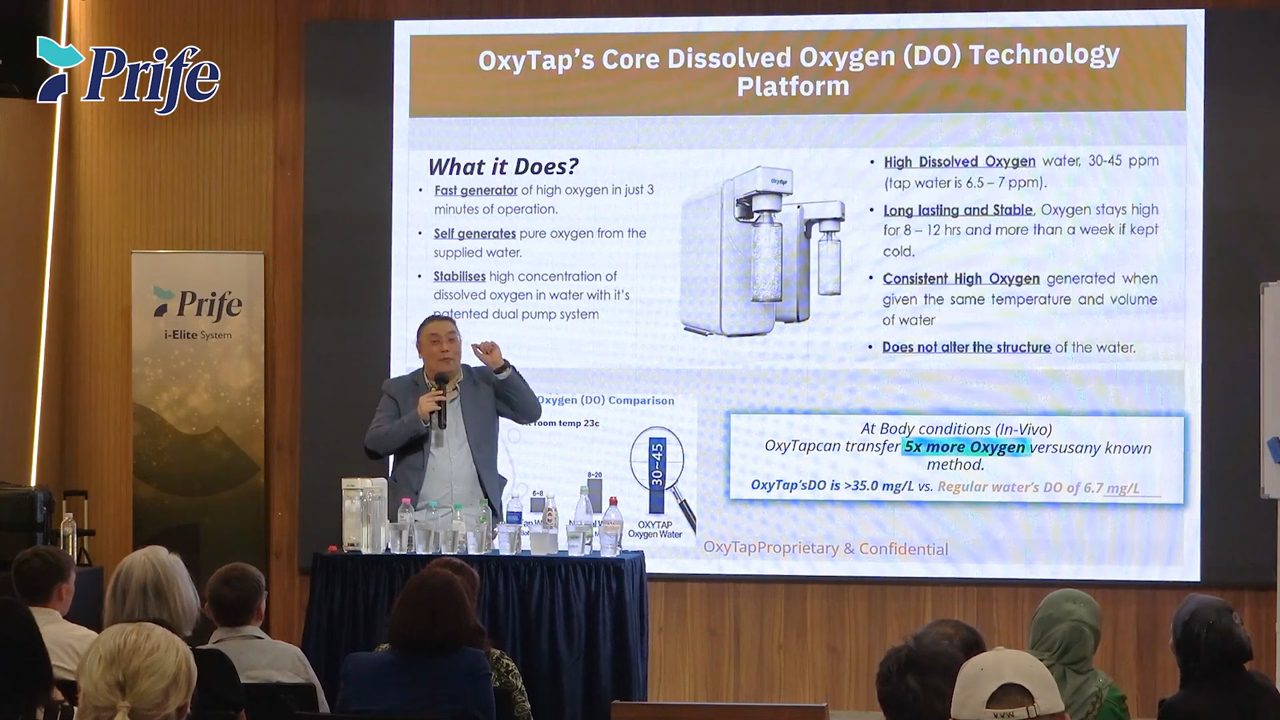 Prife
OxyTap's Core Dissolved Oxygen (DO) Technology
Platform
What it Does?
• Fast generator of high oxygen in just 3
minutes of operation.
• Self generates pure oxygen from the
supplied water.
• Stabilises high concentration of
dissolved oxygen in water with it's
patented dual pump system
• High Dissolved Oxygen water, 30-45 ppm
(tap water is 6.5 – 7 ppm).
• Long lasting and Stable, Oxygen stays high
for 8 – 12 hrs and more than a week if kept
cold.
• Consistent High Oxygen generated when
given the same temperature and volume
of water
• Does not alter the structure of the water.
Prife
i-Elite System
Oxygen (DO) Comparison
room temp 23c
6~8
8~20
30~45
OXYTAP
Oxygen Water
At Body conditions (In-Vivo)
OxyTapcan transfer 5x more Oxygen versusany known
method.
OxyTap'sDO is >35.0 mg/L vs. Regular water's DO of 6.7 mg/L
OxyTapProprietary & Confidential